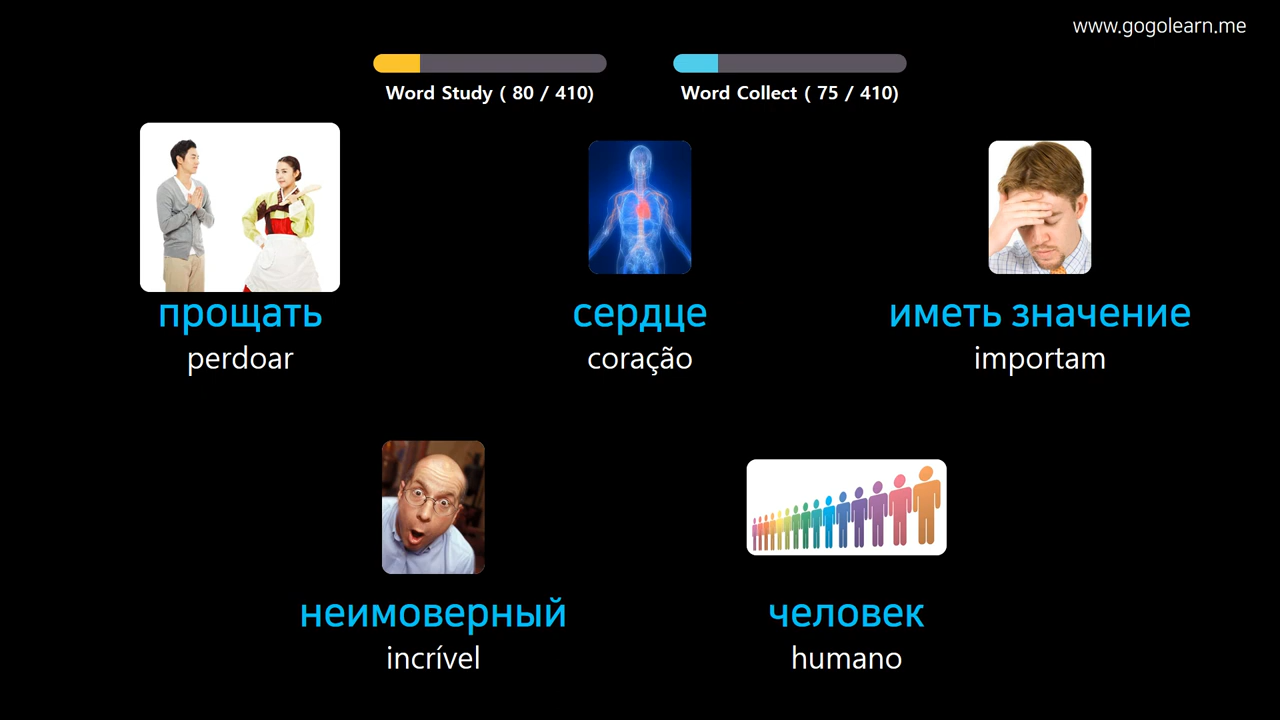 www.gogolearn.me
Word Study ( 80 / 410)
Word Collect ( 75 / 410)
прощать
perdoar
сердце
coração
иметь значение
importam
неимоверный
incrível
человек
humano